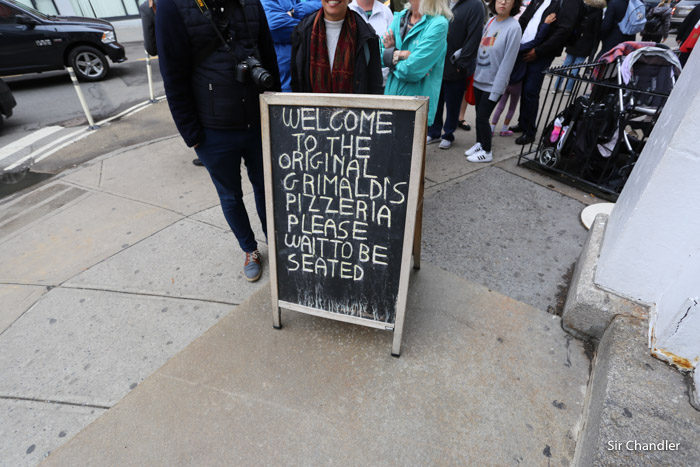 WELCOME
TO THE
ORIGINAL
GRIMALDI'S
PIZZERIA
PLEASE
WAIT TO BE
SEATED
Sir Chandler